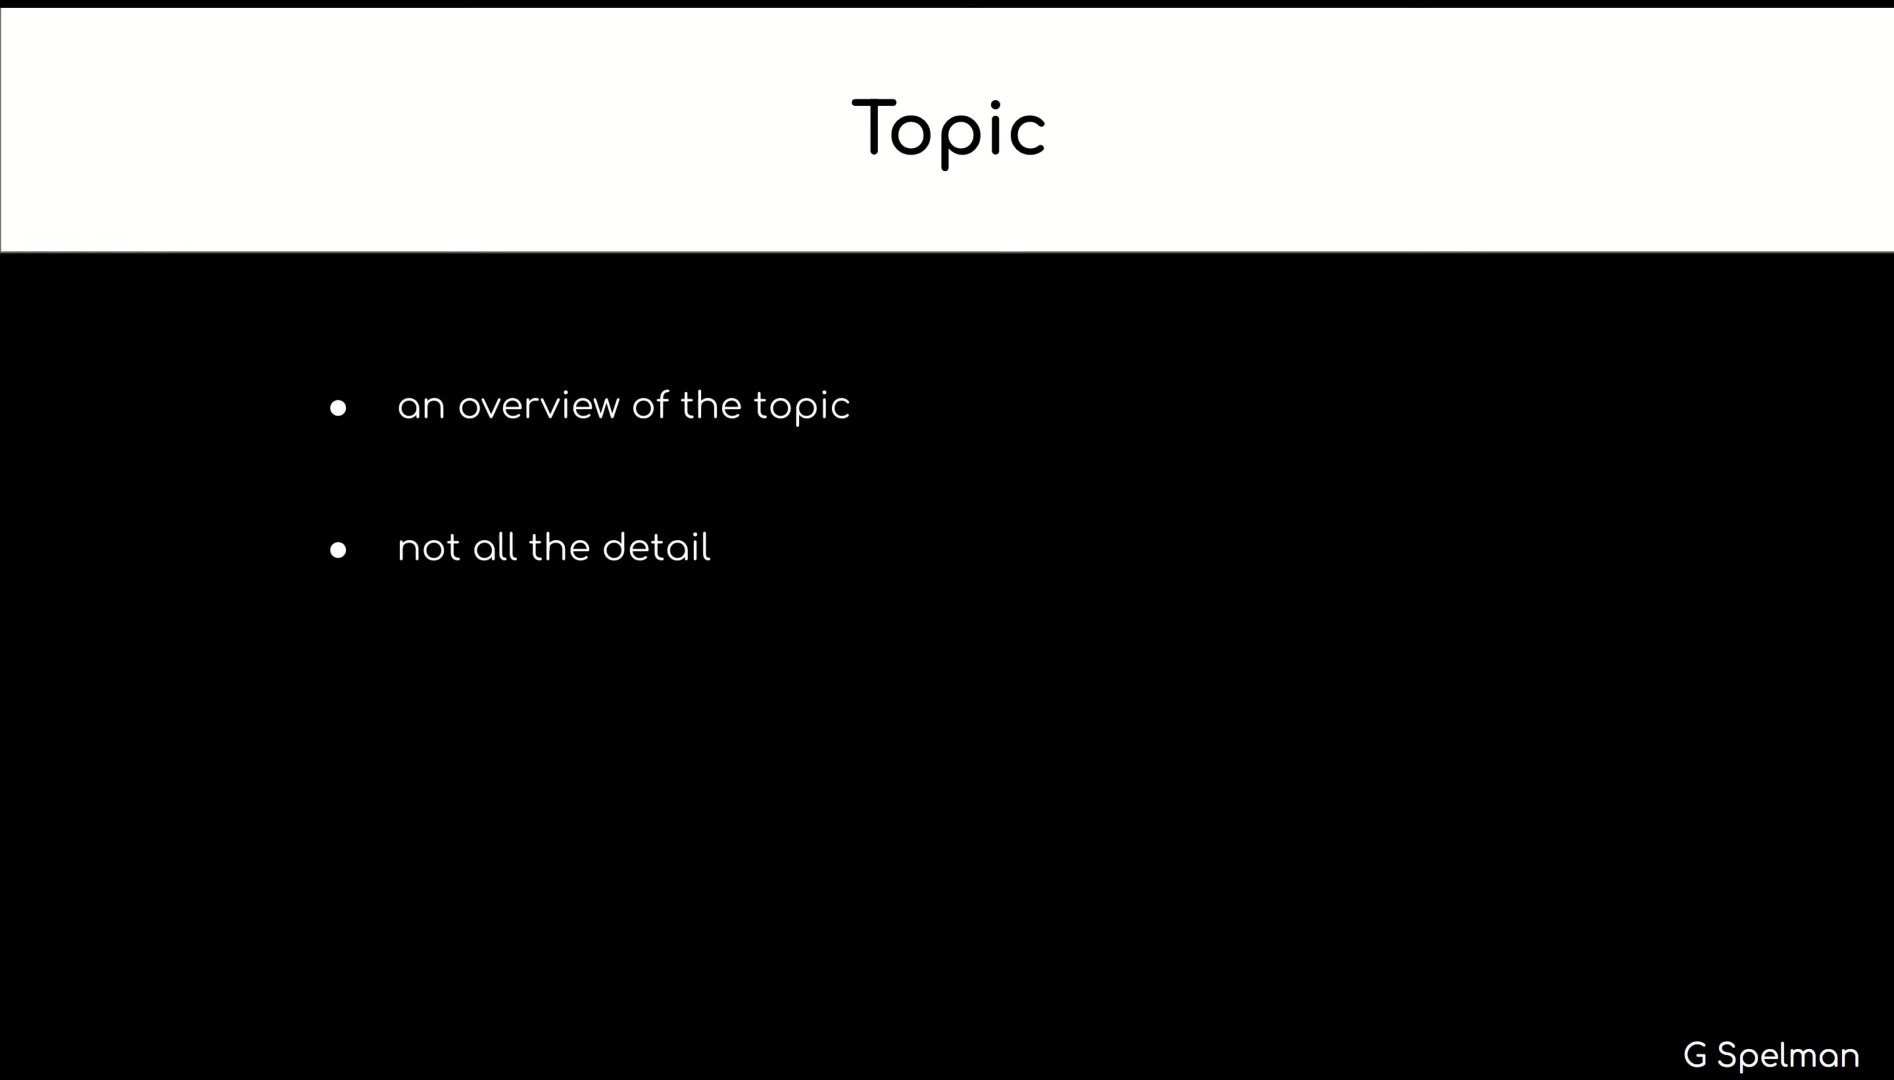 Topic
● an overview of the topic
● not all the detail
G Spelman